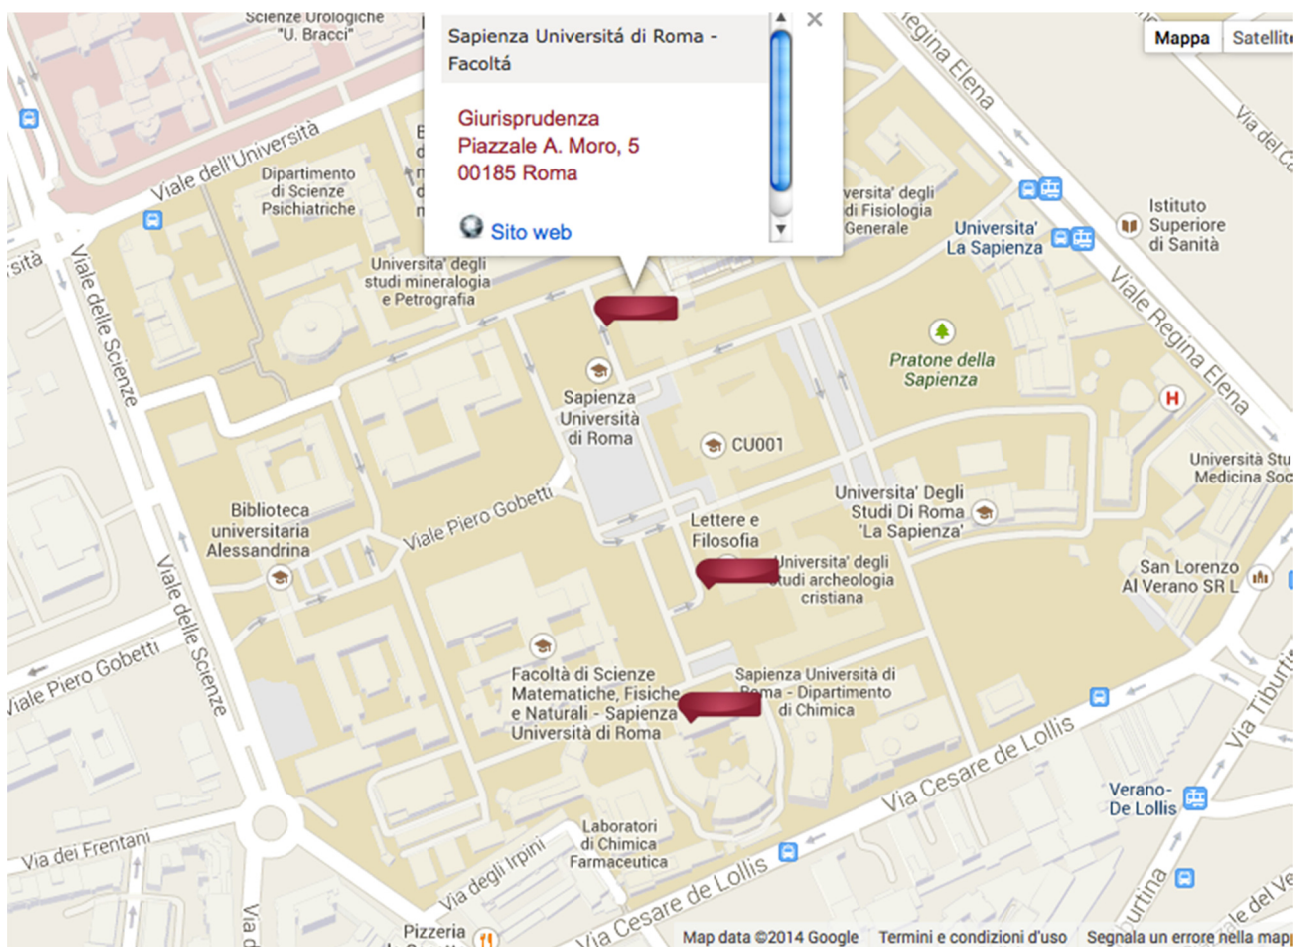 Scienze Urologiche
"U. Bracci"
Sapienza Universitá di Roma -
Facoltá
Giurisprudenza
Piazzale A. Moro, 5
00185 Roma
Sito web
Mappa
Satellite
Regina Elena
Via del
Viale dell'Università
Dipartimento
di Scienze
Psichiatriche
degli
di Fisiologia
Generale
Universita'
La Sapienza
Istituto
Superiore
di Sanità
Viale delle Scienze
Universita' degli
studi mineralogia
e Petrografia
Viale Regina Elena
Pratone della
Sapienza
H
Sapienza
Università
di Roma
CU001
Università
Medicina
Universita' Degli
Studi Di Roma
'La Sapienza'
Viale Piero Gobetti
Biblioteca
universitaria
Alessandrina
Lettere e
Filosofia
Universita' degli
studi archeologia
cristiana
San Lorenzo
Al Verano SR L
Viale delle Scienze
Viale Piero Gobetti
Facoltà di Scienze
Matematiche, Fisiche
e Naturali - Sapienza
Università di Roma
Sapienza Università di
Roma - Dipartimento
di Chimica
Via Tiburtina
Via Cesare de Lollis
Verano-
De Lollis
Via dei Frentani
Laboratori
di Chimica
Farmaceutica
Via degli Irpini
Via Cesare de Lollis
Pizzeria
Map data ©2014 Google
Termini e condizioni d'uso
Segnala un errore nella mappa